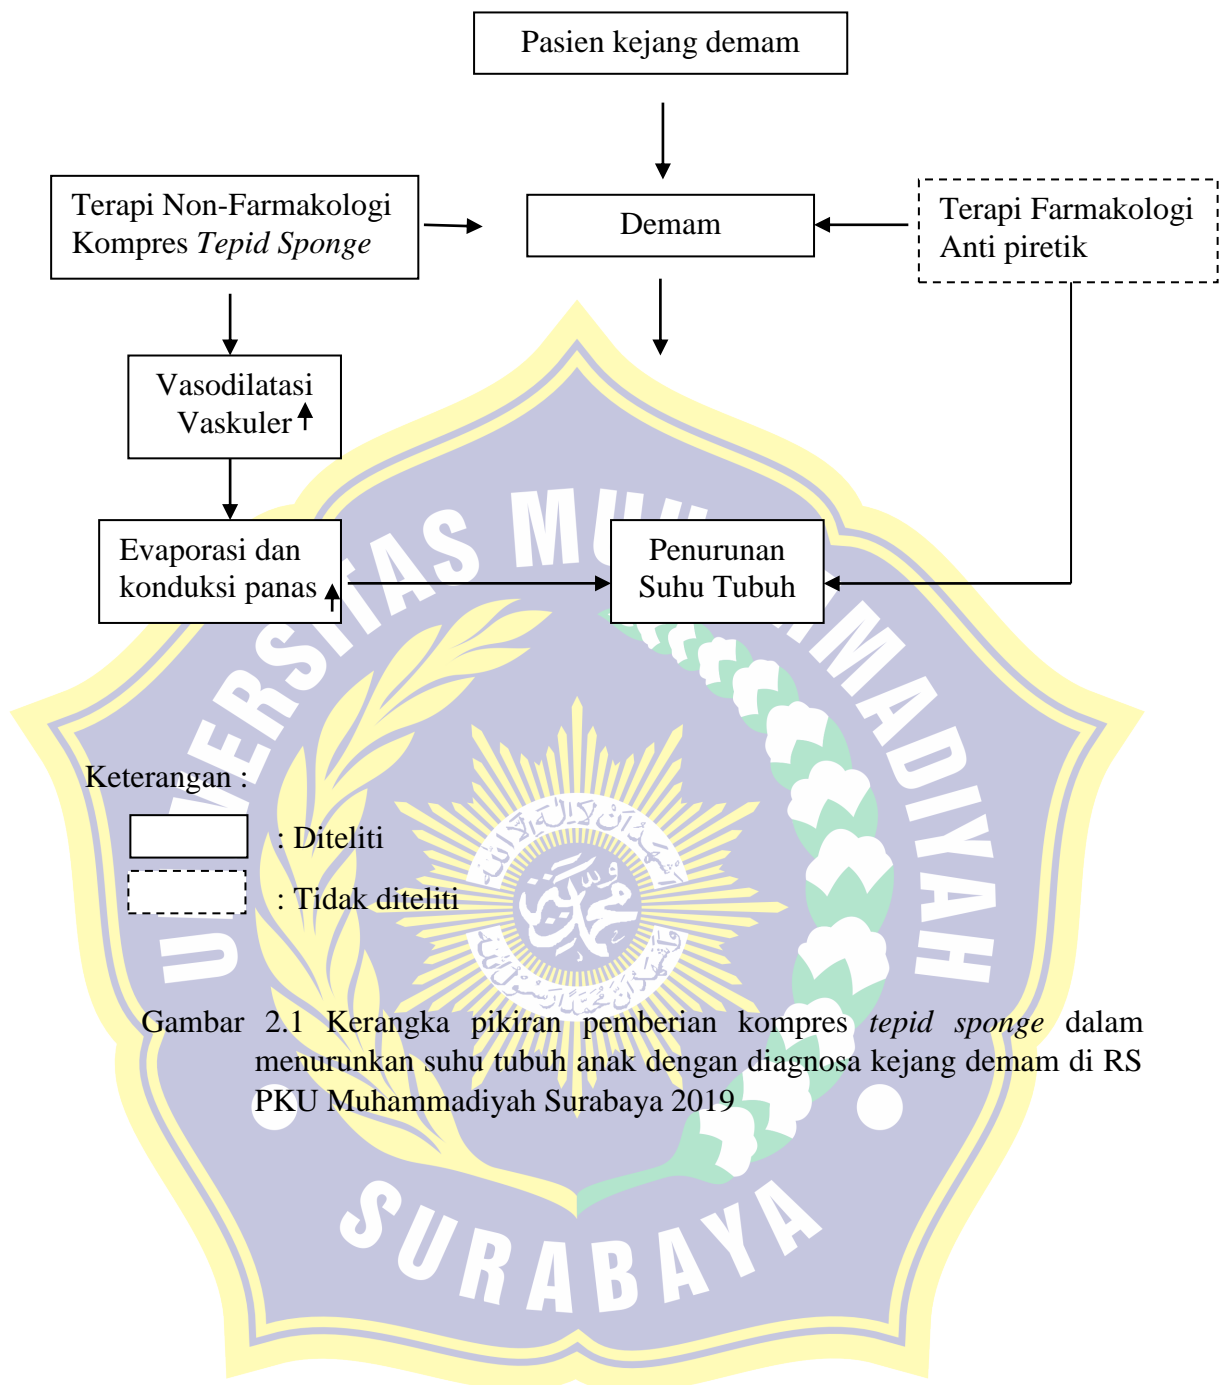 Pasien kejang demam
Terapi Non-Farmakologi
Kompres Tepid Sponge
Demam
Terapi Farmakologi
Anti piretik
Vasodilatasi
Vaskuler
Evaporasi dan
konduksi panas
Penurunan
Suhu Tubuh
Keterangan :
: Diteliti
: Tidak diteliti
Gambar 2.1 Kerangka pikiran pemberian kompres tepid sponge dalam
menurunkan suhu tubuh anak dengan diagnosa kejang demam di RS
PKU Muhammadiyah Surabaya 2019
UNIVERSITAS MUHAMMADIYAH
SURABAYA